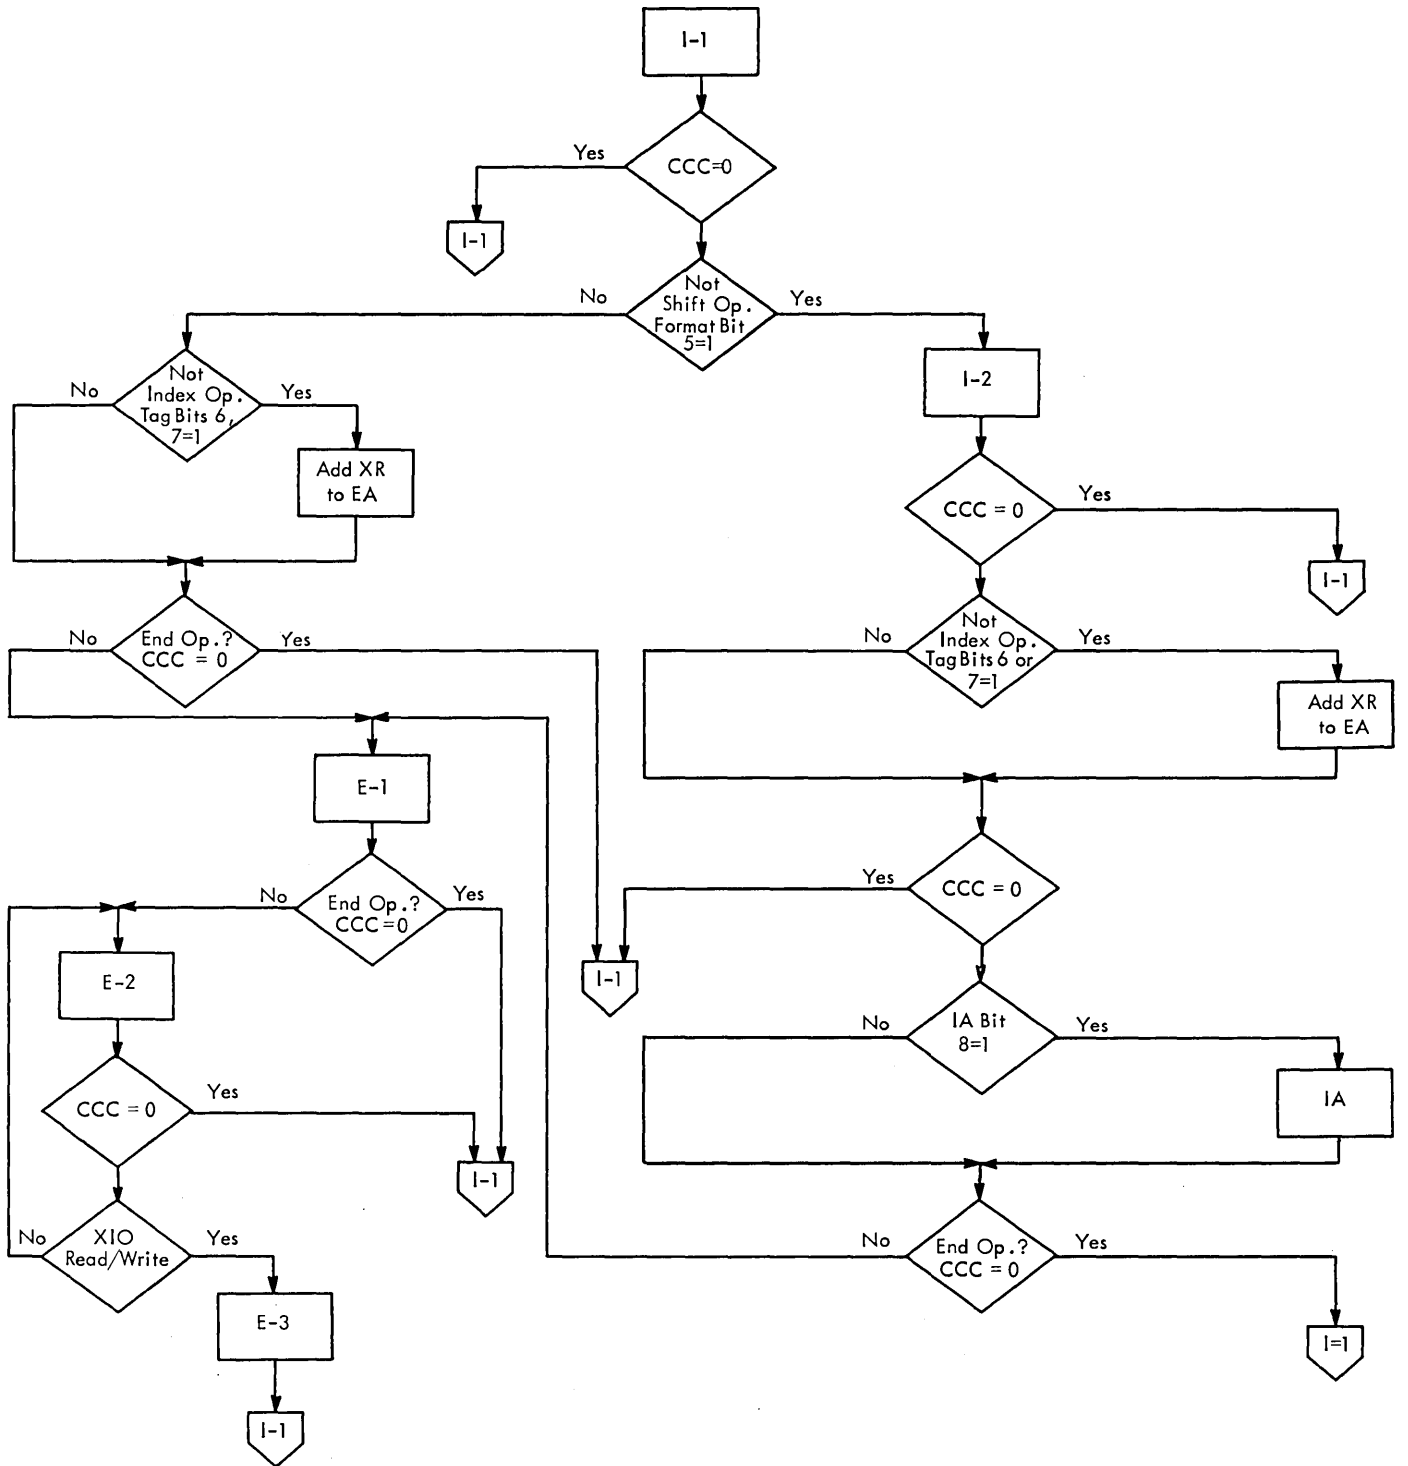 I-1
Yes
CCC=0
I-1
No
Not
Shift Op.
Format Bit
5=1
Yes
No
Not
Index Op.
Tag Bits 6,
7=1
Yes
Add XR
to EA
I-2
CCC = 0
Yes
I-1
No
End Op.?
CCC = 0
Yes
No
Not
Index Op.
Tag Bits 6 or
7=1
Yes
Add XR
to EA
E-1
No
End Op.?
CCC=0
Yes
Yes
CCC = 0
I-1
E-2
No
IA Bit
8=1
Yes
IA
CCC = 0
Yes
I-1
No
XIO
Read/Write
Yes
No
End Op.?
CCC = 0
Yes
E-3
I=1
I-1